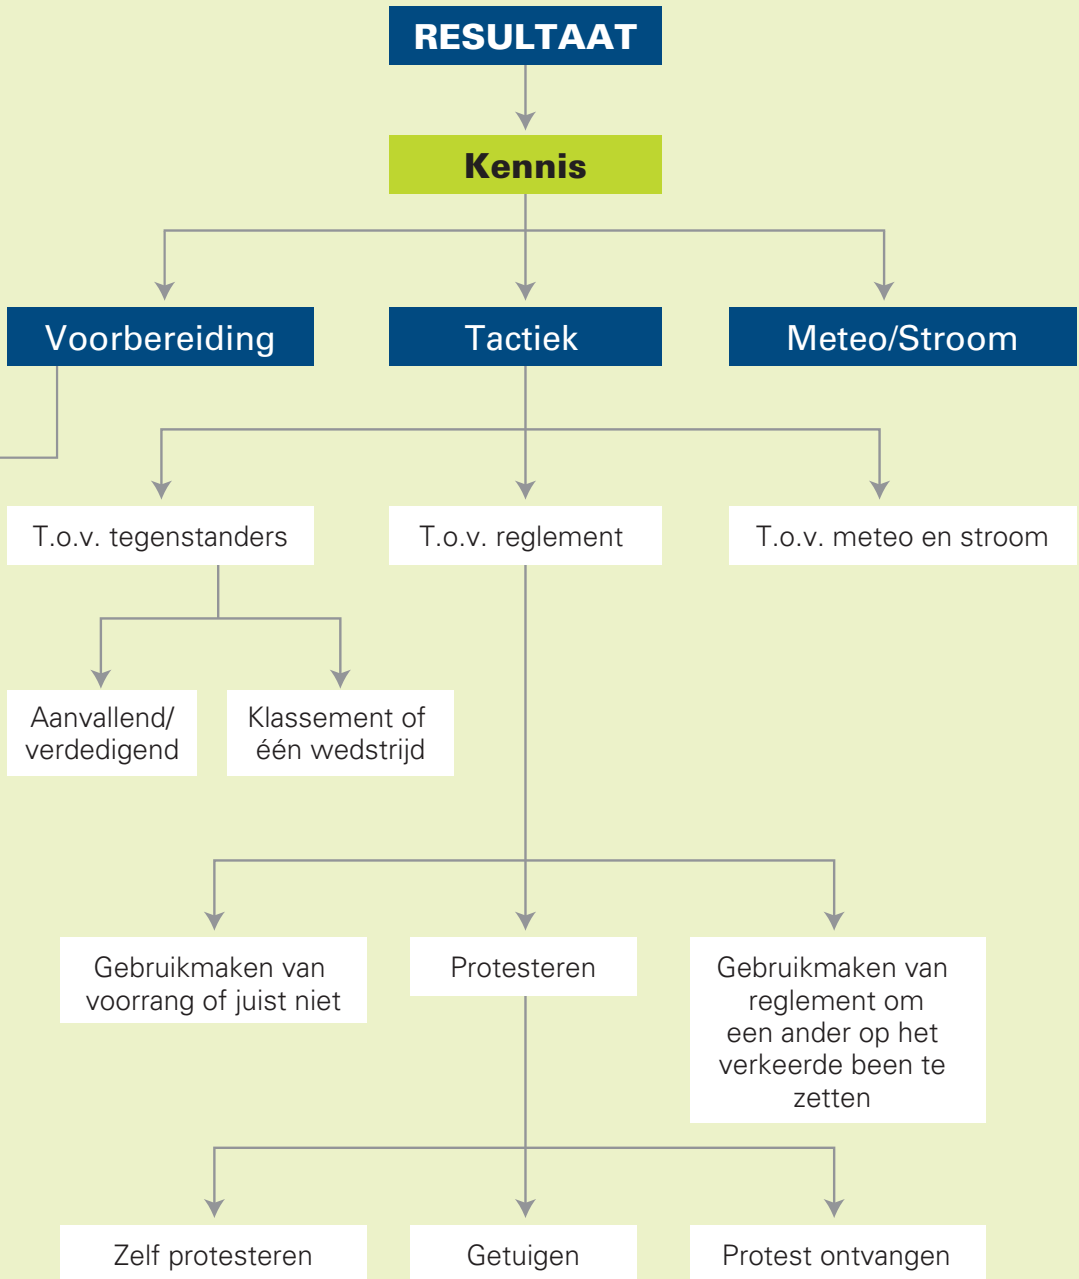 RESULTAAT
Kennis
Voorbereiding
Tactiek
Meteo/Stroom
T.o.v. tegenstanders
T.o.v. reglement
T.o.v. meteo en stroom
Aanvallend/
verdedigend
Klassement of
één wedstrijd
Gebruikmaken van
voorrang of juist niet
Protesteren
Gebruikmaken van
reglement om
een ander op het
verkeerde been te
zetten
Zelf protesteren
Getuigen
Protest ontvangen